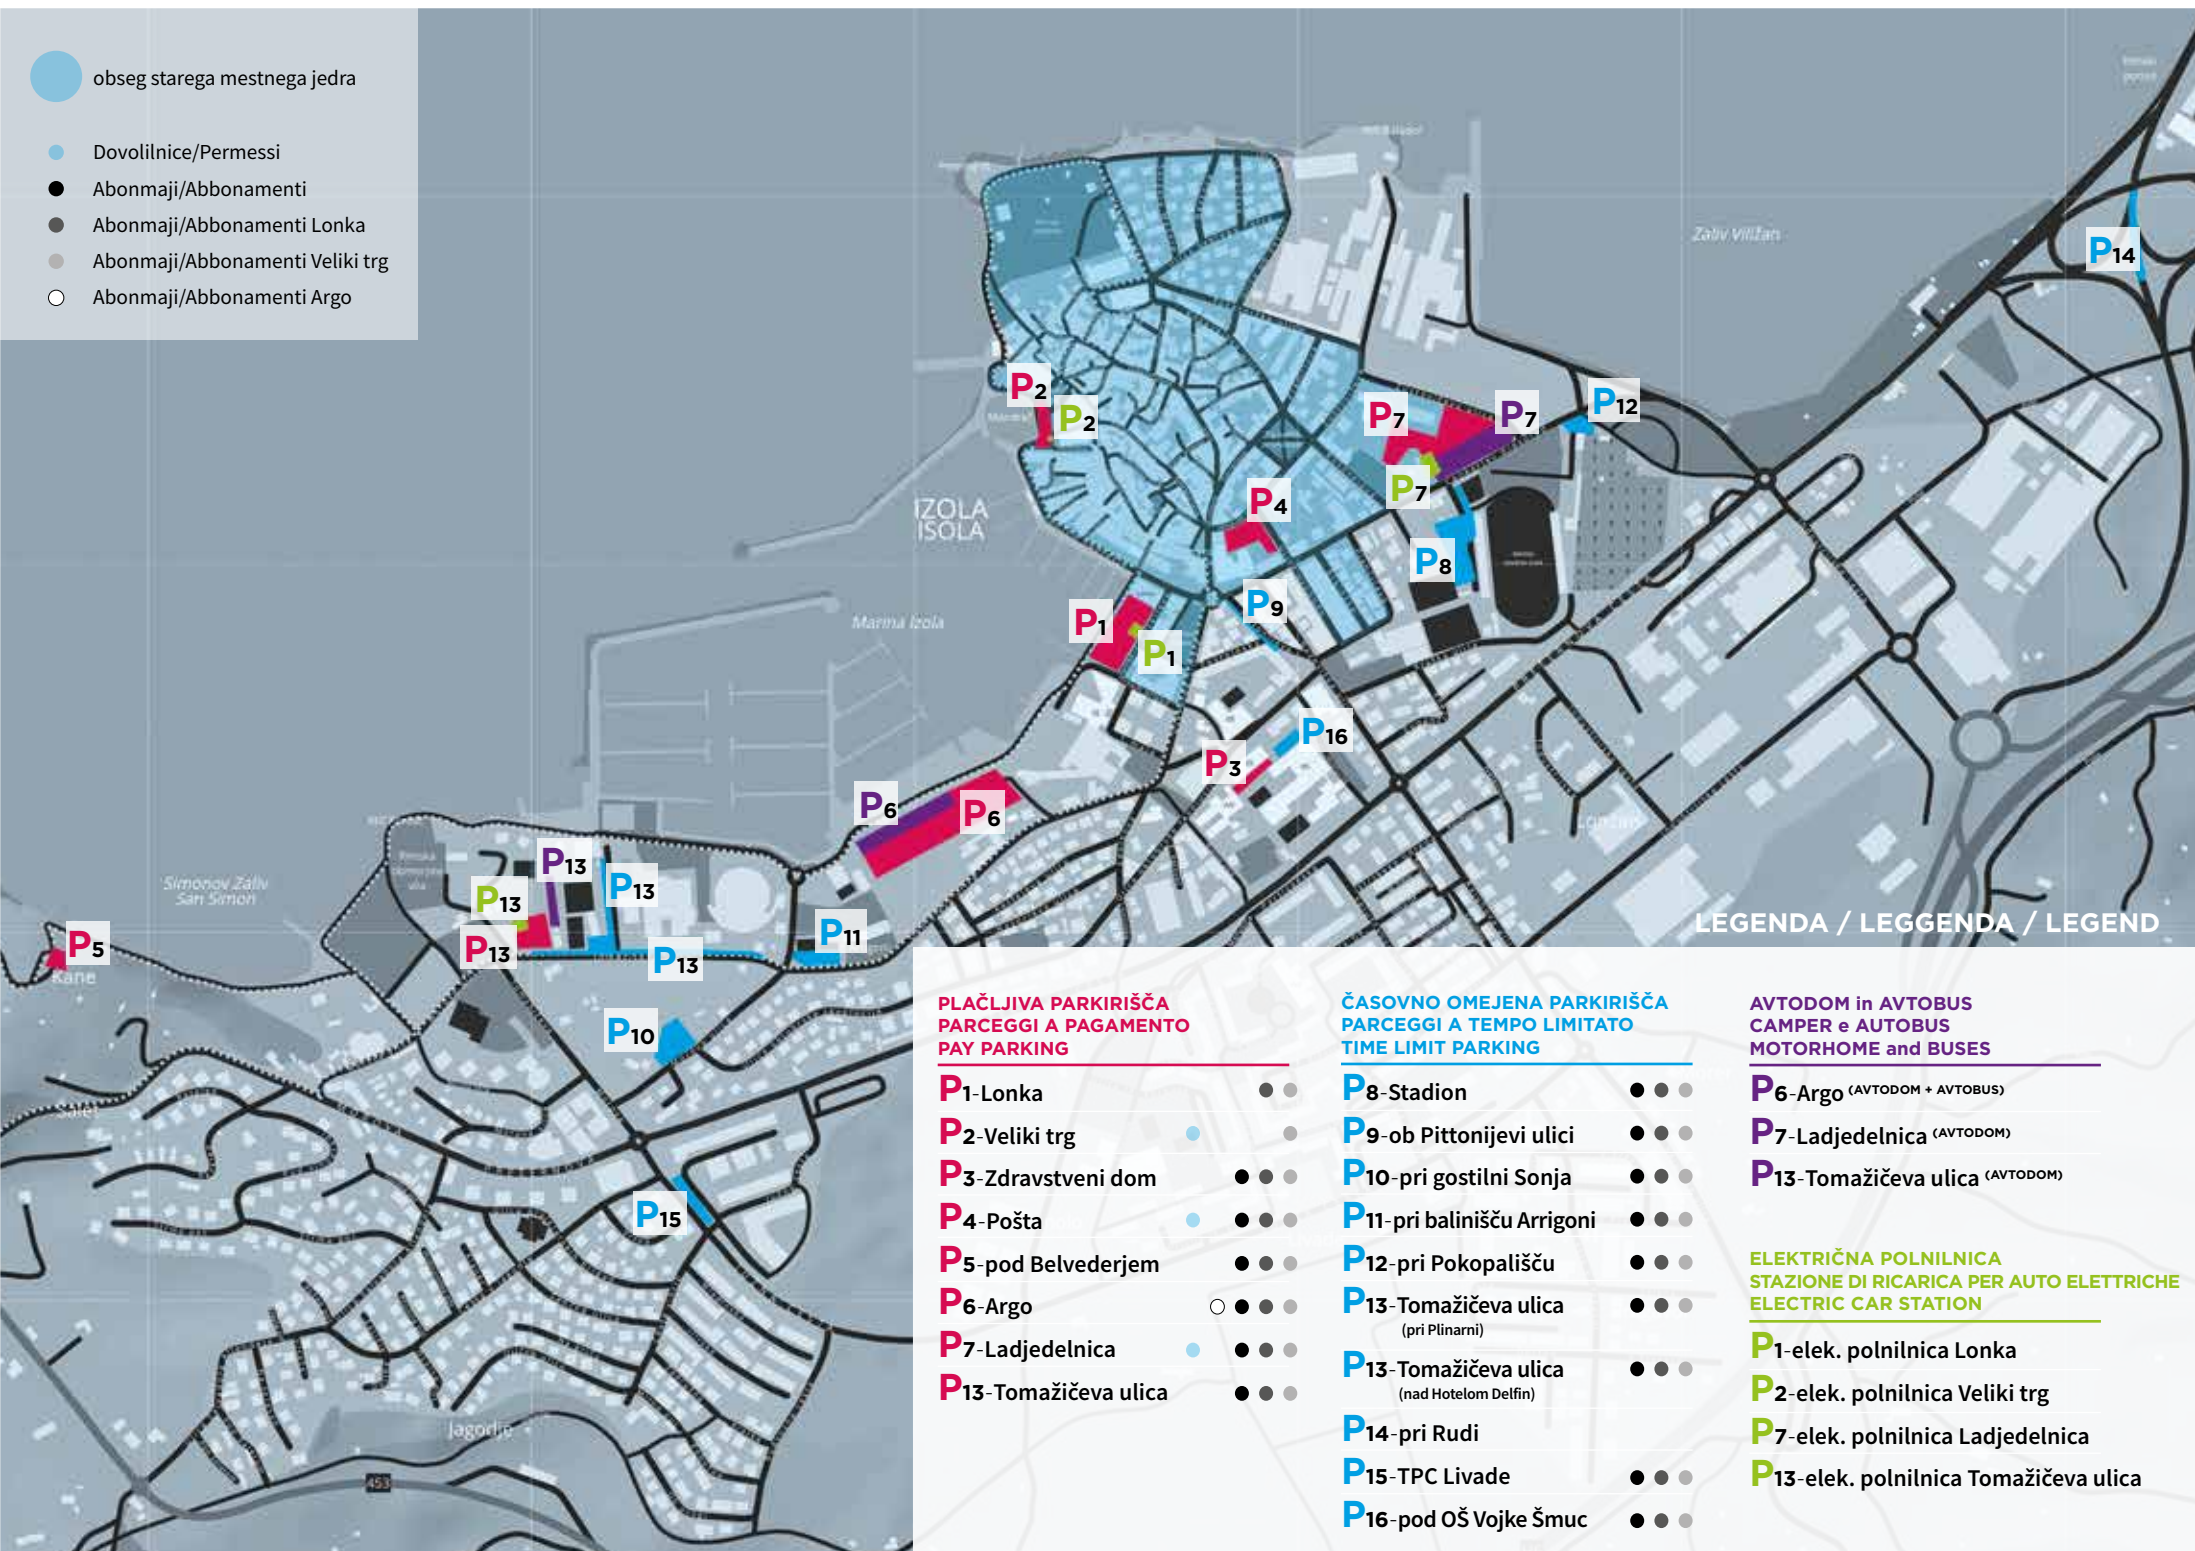 obseg starega mestnega jedra
Dovolilnice/Permessi
Abonmaji/Abbonamenti
Abonmaji/Abbonamenti Lonka
Abonmaji/Abbonamenti Veliki trg
Abonmaji/Abbonamenti Argo
Zaliv Viližan
P14
P2
P2
P7
P7
P12
P7
P4
IZOLA
ISOLA
P8
P9
P1
Marina Izola
P1
P16
P3
P6
P6
P13
P13
P13
Simonov Zaliv
San Simon
P5
P13
P11
P13
Kane
P10
P15
Jagodje
453
LEGENDA / LEGGENDA / LEGEND
PLAČLJIVA PARKIRIŠČA
PARCEGGI A PAGAMENTO
PAY PARKING
P1-Lonka
P2-Veliki trg
P3-Zdravstveni dom
P4-Pošta
P5-pod Belvederjem
P6-Argo
P7-Ladjedelnica
P13-Tomažičeva ulica
ČASOVNO OMEJENA PARKIRIŠČA
PARCEGGI A TEMPO LIMITATO
TIME LIMIT PARKING
P8-Stadion
P9-ob Pittonijevi ulici
P10-pri gostilni Sonja
P11-pri balinišču Arrigoni
P12-pri Pokopališču
P13-Tomažičeva ulica
(pri Plinarni)
P13-Tomažičeva ulica
(nad Hotelom Delfin)
P14-pri Rudi
P15-TPC Livade
P16-pod OŠ Vojke Šmuc
AVTODOM in AVTOBUS
CAMPER e AUTOBUS
MOTORHOME and BUSES
P6-Argo (AVTODOM + AVTOBUS)
P7-Ladjedelnica (AVTODOM)
P13-Tomažičeva ulica (AVTODOM)
ELEKTRIČNA POLNILNICA
STAZIONE DI RICARICA PER AUTO ELETTRICHE
ELECTRIC CAR STATION
P1-elek. polnilnica Lonka
P2-elek. polnilnica Veliki trg
P7-elek. polnilnica Ladjedelnica
P13-elek. polnilnica Tomažičeva ulica